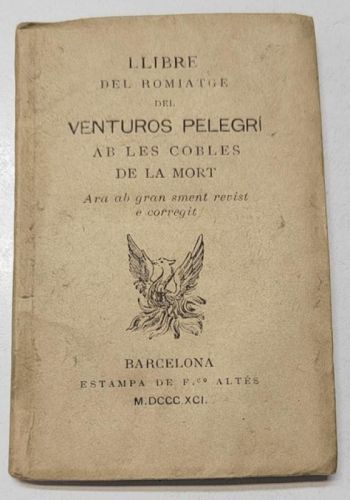 LLIBRE
DEL ROMIATGE
DEL
VENTUROS PELEGRÍ
AB LES COBLES
DE LA MORT
Ara ab gran sment revist
e corregit
BARCELONA
ESTAMPA DE F.co ALTÉS
M.DCCC.XCI.